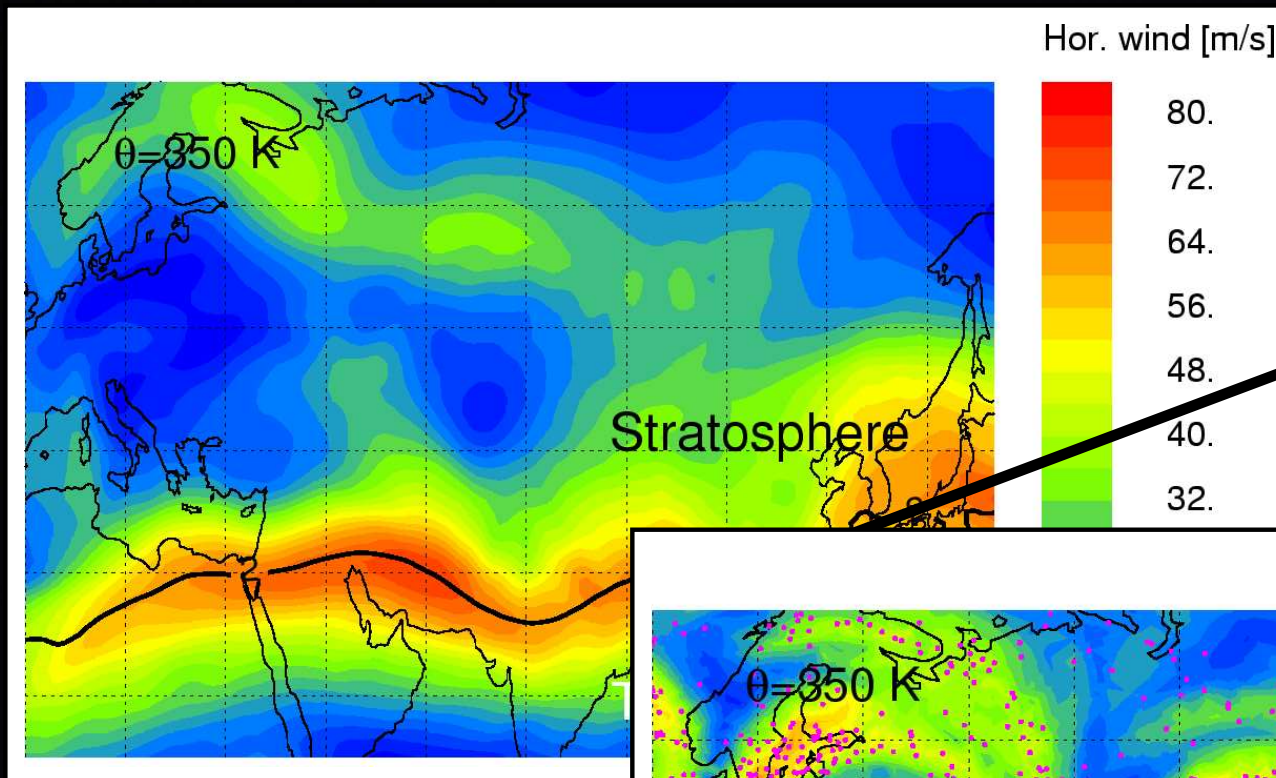 Hor. wind [m/s]
θ=350 K
80.
72.
64.
56.
48.
40.
32.
Stratosphere
θ=350 K